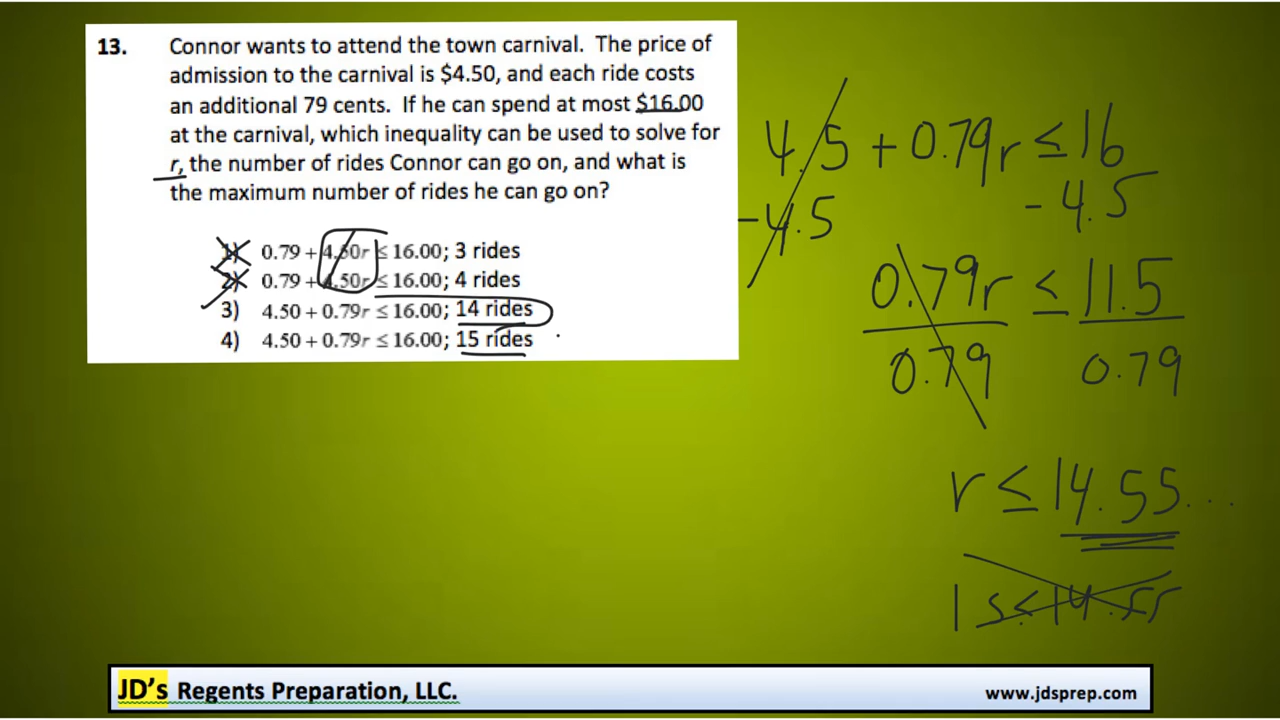 13. Connor wants to attend the town carnival. The price of
admission to the carnival is $4.50, and each ride costs
an additional 79 cents. If he can spend at most $16.00
at the carnival, which inequality can be used to solve for
r, the number of rides Connor can go on, and what is
the maximum number of rides he can go on?
1) 0.79 + 4.50r ≤ 16.00; 3 rides
2) 0.79 + 4.50r ≤ 16.00; 4 rides
3) 4.50 + 0.79r ≤ 16.00; 14 rides
4) 4.50 + 0.79r ≤ 16.00; 15 rides
4.5 + 0.79r ≤ 16
-4.5 -4.5
0.79r ≤ 11.5
0.79 0.79
r ≤ 14.55...
15 ≤ 14.55
JD's Regents Preparation, LLC.
www.jdsprep.com